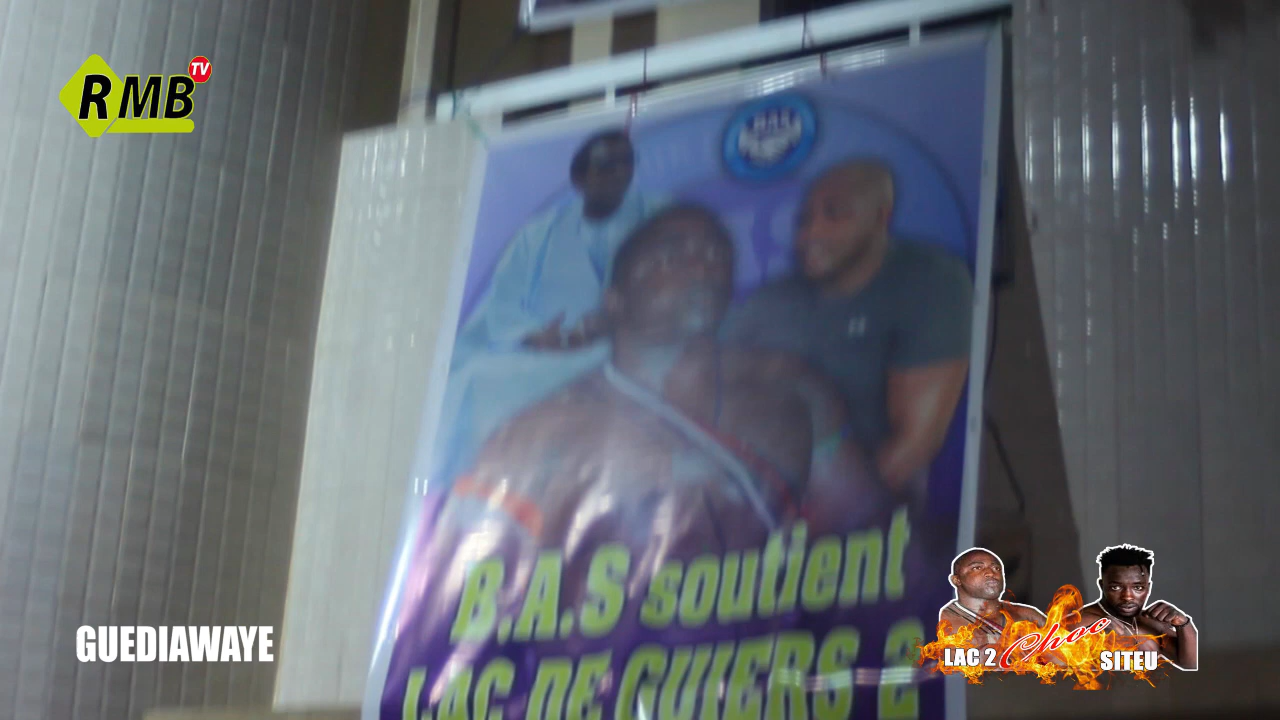 RMB TV
B.A.S soutient
LAC DE GUIERS 2
GUEDIAWAYE
LAC 2 Choc SITEU